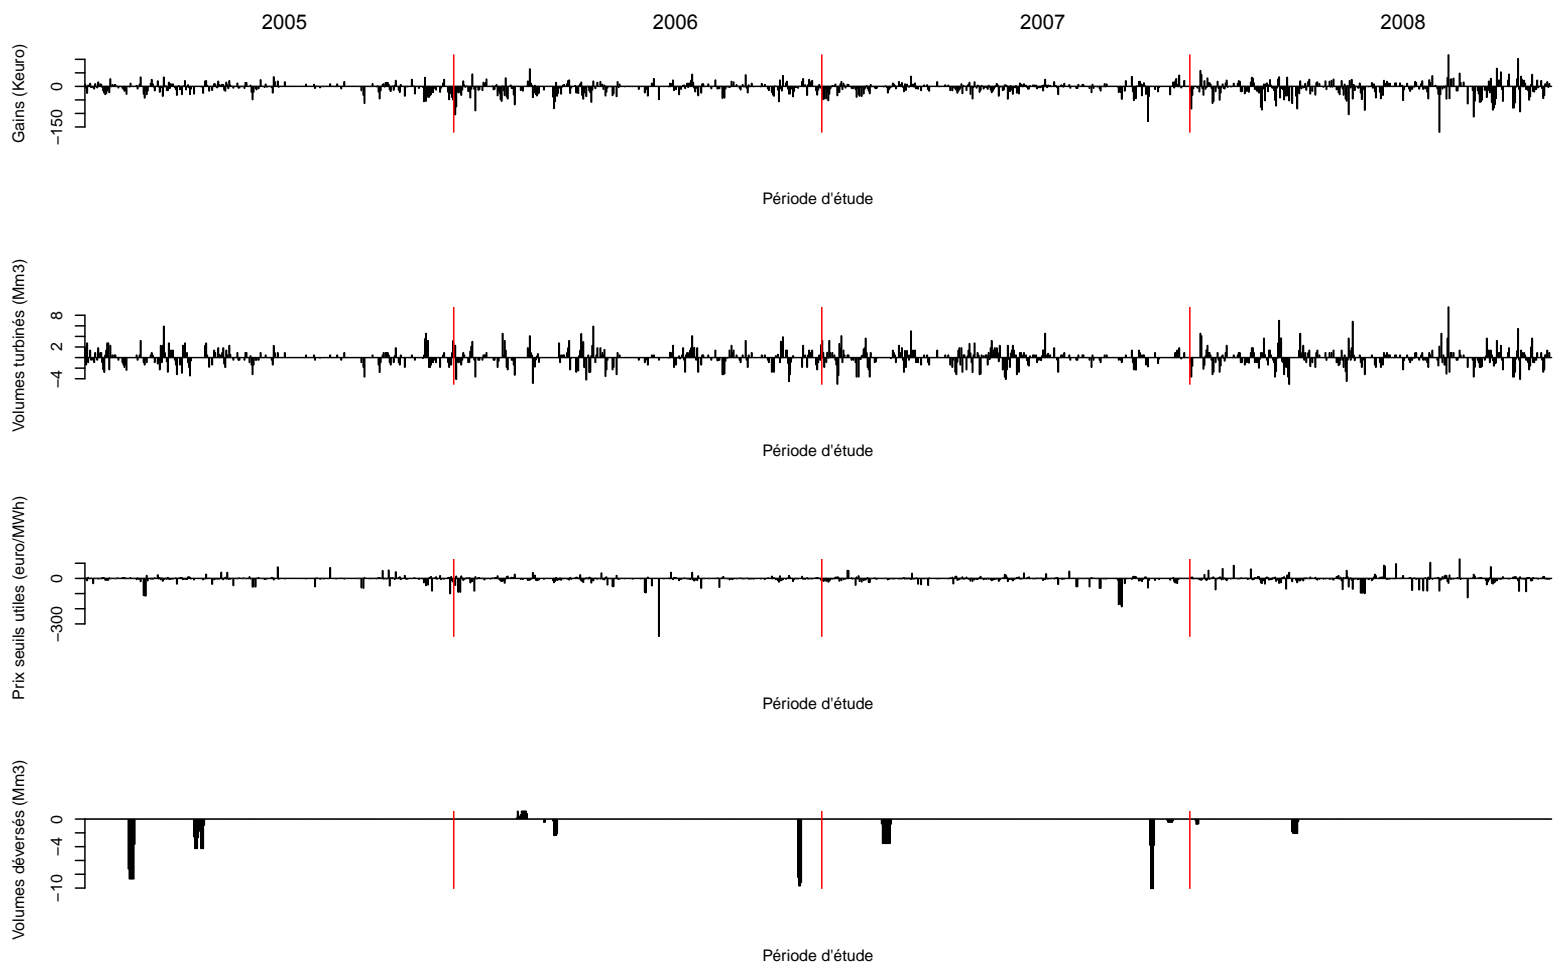 2005 2006 2007 2008
Gains (Keuro)
0
−150
Période d'étude
Volumes turbinés (Mm3)
8
2
−4
Période d'étude
Prix seuils utiles (euro/MWh)
0
−300
Période d'étude
Volumes déversés (Mm3)
0
−4
−10
Période d'étude